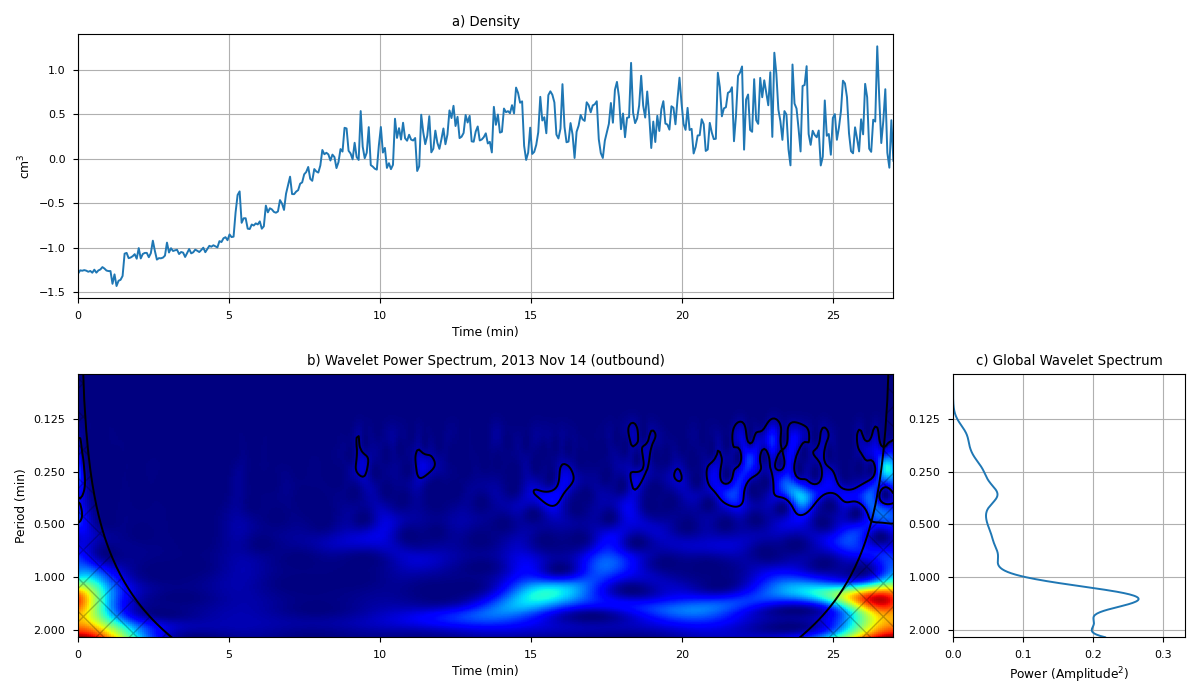 a) Density
cm³
1.0
0.5
0.0
−0.5
−1.0
−1.5
0 5 10 15 20 25
Time (min)
b) Wavelet Power Spectrum, 2013 Nov 14 (outbound)
Period (min)
0.125
0.250
0.500
1.000
2.000
0 5 10 15 20 25
Time (min)
c) Global Wavelet Spectrum
0.125
0.250
0.500
1.000
2.000
0.0 0.1 0.2 0.3
Power (Amplitude²)